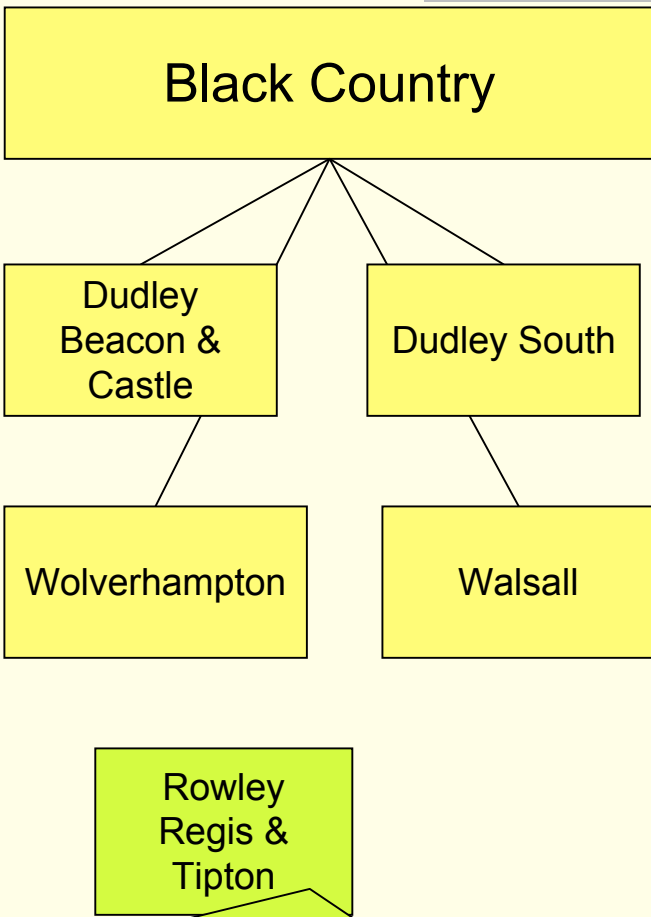 Black Country
Dudley
Beacon &
Castle
Dudley South
Wolverhampton
Walsall
Rowley
Regis &
Tipton